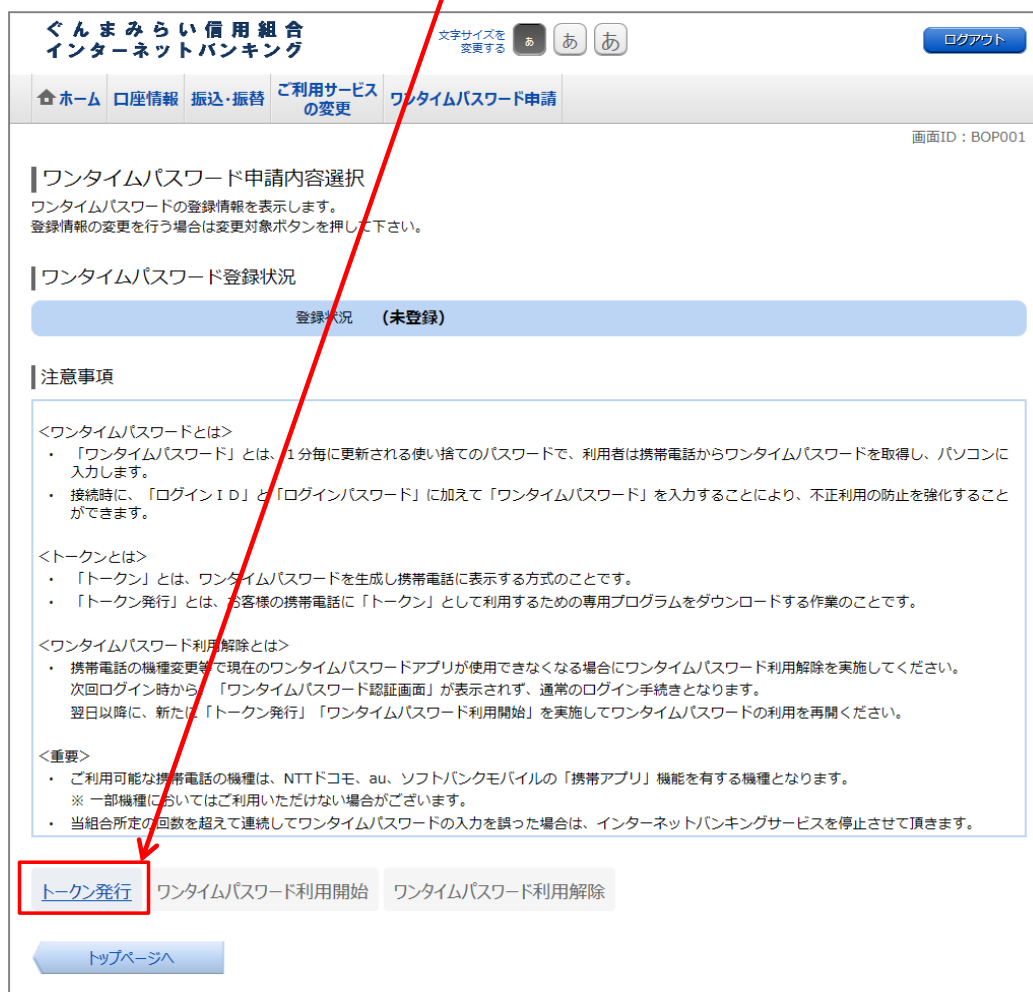 ぐんまみらい信用組合
インターネットバンキング
文字サイズを
変更する
あ あ あ
ログアウト
ホーム 口座情報 振込・振替 ご利用サービス
の変更 ワンタイムパスワード申請
画面ID：BOP001
ワンタイムパスワード申請内容選択
ワンタイムパスワードの登録情報を表示します。
登録情報の変更を行う場合は変更対象ボタンを押して下さい。
ワンタイムパスワード登録状況
登録状況 (未登録)
注意事項
＜ワンタイムパスワードとは＞
・ 「ワンタイムパスワード」とは、１分毎に更新される使い捨てのパスワードで、利用者は携帯電話からワンタイムパスワードを取得し、パソコンに
入力します。
・ 接続時に、「ログインＩＤ」と「ログインパスワード」に加えて「ワンタイムパスワード」を入力することにより、不正利用の防止を強化すること
ができます。
＜トークンとは＞
・ 「トークン」とは、ワンタイムパスワードを生成し携帯電話に表示する方式のことです。
・ 「トークン発行」とは、お客様の携帯電話に「トークン」として利用するための専用プログラムをダウンロードする作業のことです。
＜ワンタイムパスワード利用解除とは＞
・ 携帯電話の機種変更等で現在のワンタイムパスワードアプリが使用できなくなる場合にワンタイムパスワード利用解除を実施してください。
次回ログイン時から、「ワンタイムパスワード認証画面」が表示されず、通常のログイン手続きとなります。
翌日以降に、新たに「トークン発行」「ワンタイムパスワード利用開始」を実施してワンタイムパスワードの利用を再開ください。
＜重要＞
・ ご利用可能な携帯電話の機種は、NTTドコモ、au、ソフトバンクモバイルの「携帯アプリ」機能を有する機種となります。
※ 一部機種においてはご利用いただけない場合がございます。
・ 当組合所定の回数を超えて連続してワンタイムパスワードの入力を誤った場合は、インターネットバンキングサービスを停止させて頂きます。
トークン発行 ワンタイムパスワード利用開始 ワンタイムパスワード利用解除
トップページへ